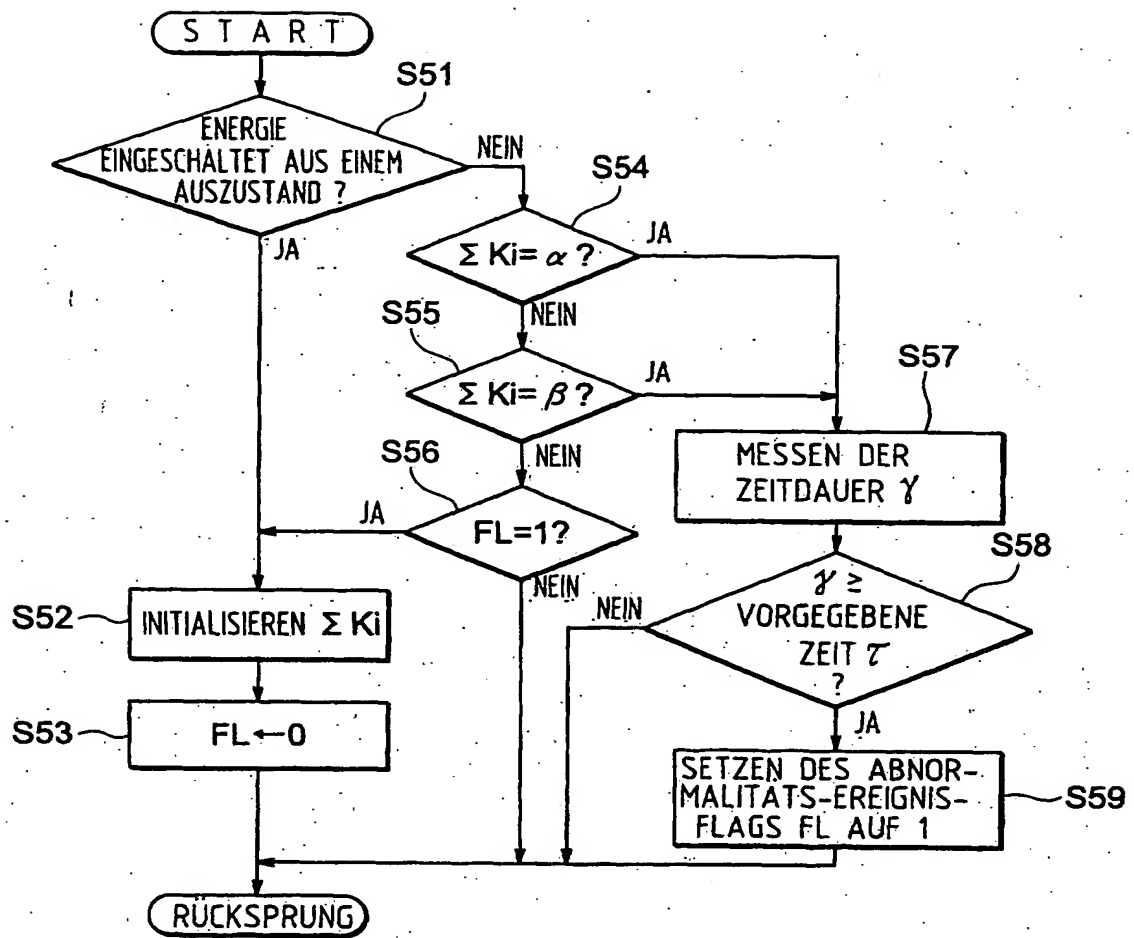 START
S51
ENERGIE
EINGESCHALTET AUS EINEM
AUSZUSTAND ?
NEIN
JA
S54
Σ Ki= α ?
JA
NEIN
S55
Σ Ki= β ?
JA
NEIN
S56
FL=1?
JA
NEIN
S57
MESSEN DER
ZEITDAUER γ
S58
γ ≥
VORGEGEBENE
ZEIT τ
?
NEIN
JA
S52
INITIALISIEREN Σ Ki
S53
FL←0
SETZEN DES ABNOR-
MALITÄTS-EREIGNIS-
FLAGS FL AUF 1
S59
RÜCKSPRUNG